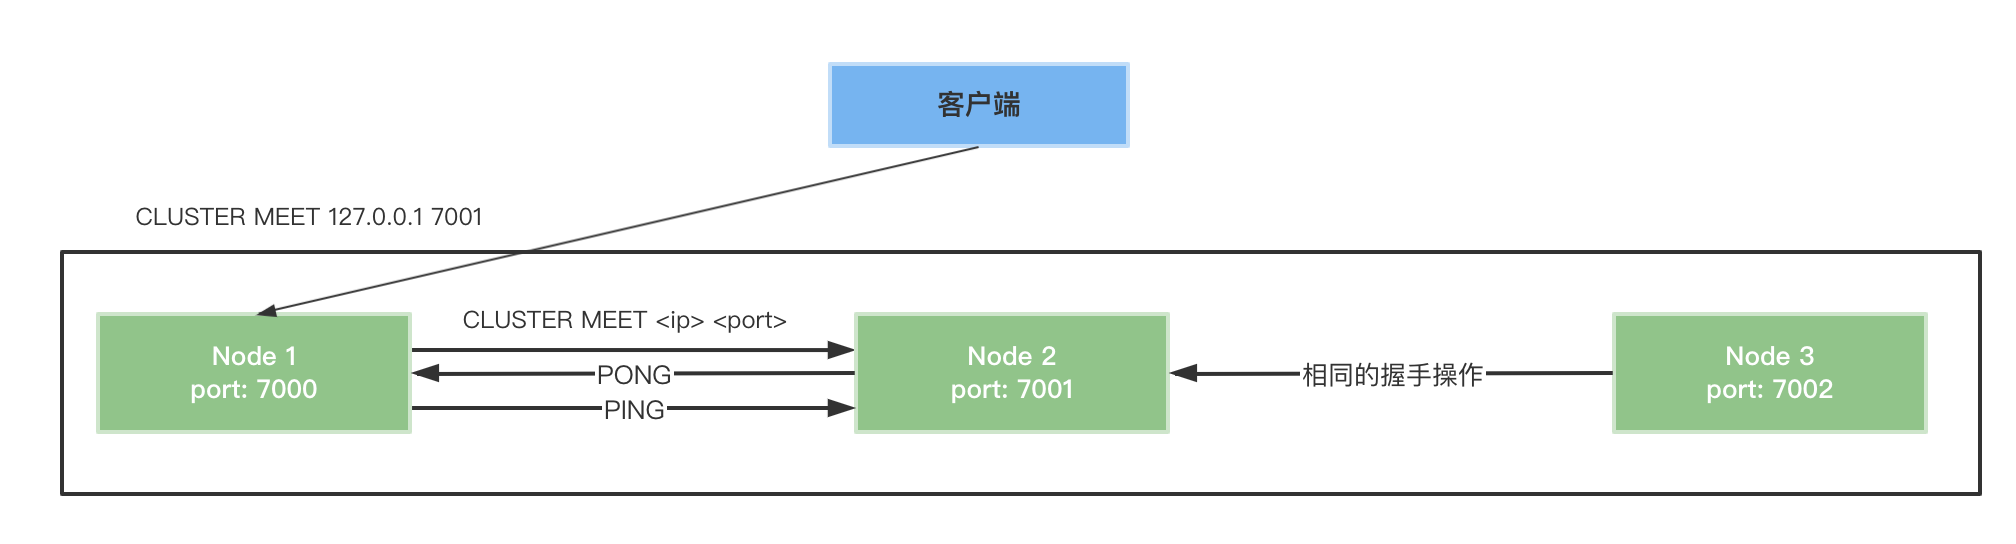 客户端
CLUSTER MEET 127.0.0.1 7001
CLUSTER MEET <ip> <port>
Node 1
port: 7000
PONG
PING
Node 2
port: 7001
相同的握手操作
Node 3
port: 7002